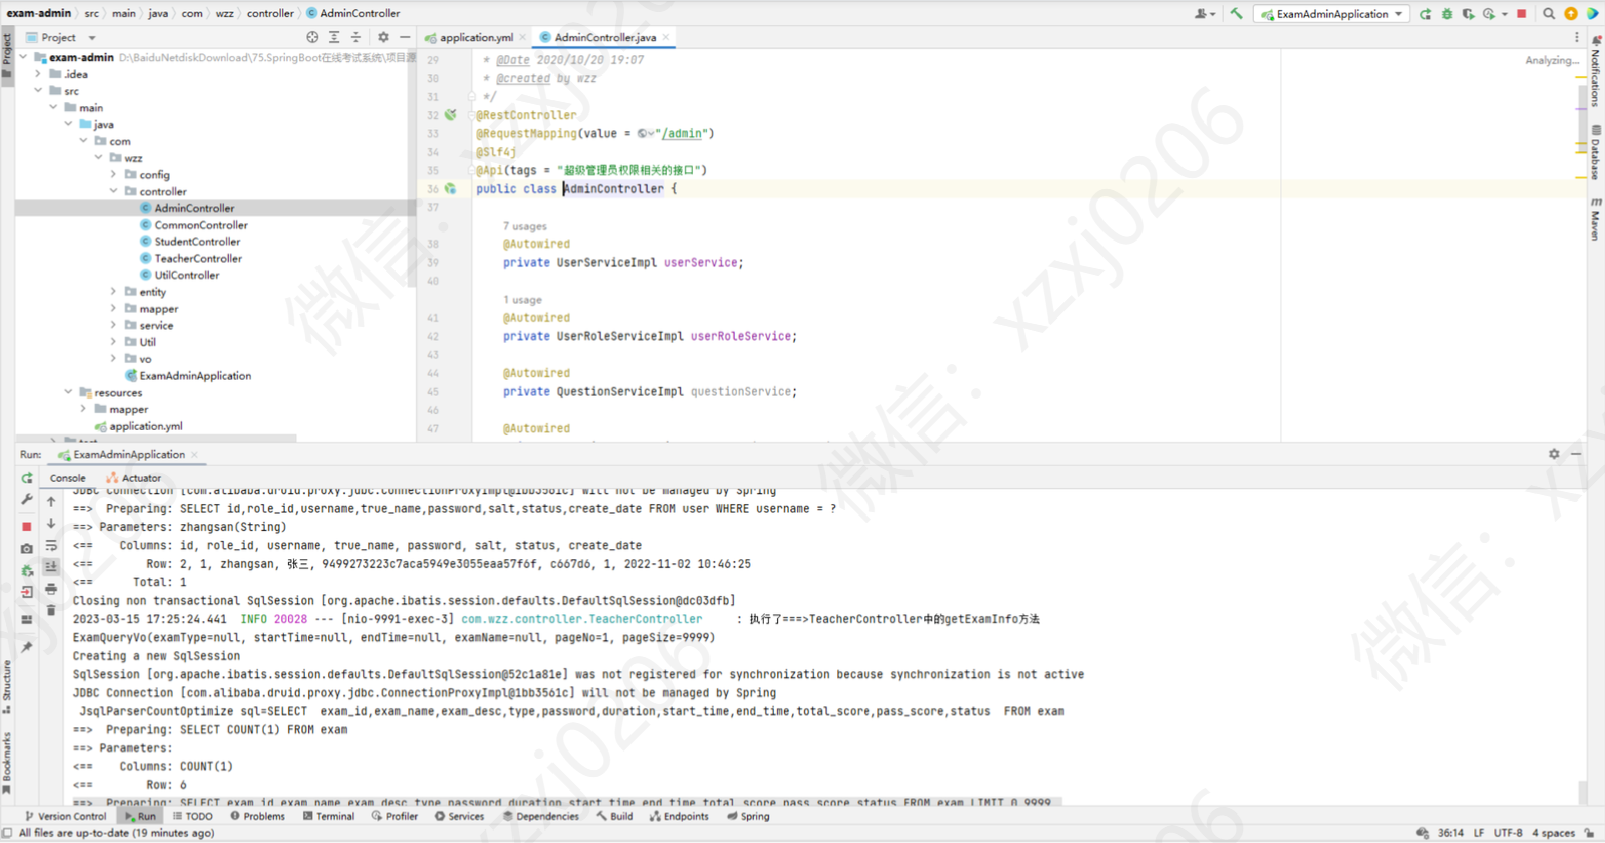 exam-admin 〉 src 〉 main 〉 java 〉 com 〉 wzz 〉 controller 〉 AdminController
ExamAdminApplication
Project
application.yml
AdminController.java
exam-admin D:\BaiduNetdiskDownload\75.SpringBoot在线考试系统\项目源
.idea
src
main
java
com
wzz
config
controller
AdminController
CommonController
StudentController
TeacherController
UtilController
entity
mapper
service
Util
vo
ExamAdminApplication
resources
mapper
application.yml
Analyzing...
29 * @Date 2020/10/20 19:07
30 * @created by wzz
31 */
32 @RestController
33 @RequestMapping(value = "/admin")
34 @Slf4j
35 @Api(tags = "超级管理员权限相关的接口")
36 public class AdminController {
37
7 usages
38 @Autowired
39 private UserServiceImpl userService;
40
1 usage
41 @Autowired
42 private UserRoleServiceImpl userRoleService;
43
44 @Autowired
45 private QuestionServiceImpl questionService;
46
47 @Autowired
Project
Structure
Bookmarks
Notifications
Database
Maven
Run: ExamAdminApplication
Console Actuator
JDBC Connection [com.alibaba.druid.proxy.jdbc.ConnectionProxyImpl@1bb3561c] will not be managed by Spring
==>  Preparing: SELECT id,role_id,username,true_name,password,salt,status,create_date FROM user WHERE username = ?
==> Parameters: zhangsan(String)
<==    Columns: id, role_id, username, true_name, password, salt, status, create_date
<==        Row: 2, 1, zhangsan, 张三, 9499273223c7aca5949e3055eaa57f6f, c667d6, 1, 2022-11-02 10:46:25
<==      Total: 1
Closing non transactional SqlSession [org.apache.ibatis.session.defaults.DefaultSqlSession@dc03dfb]
2023-03-15 17:25:24.441  INFO 20028 --- [nio-9991-exec-3] com.wzz.controller.TeacherController     : 执行了===>TeacherController中的getExamInfo方法
ExamQueryVo(examType=null, startTime=null, endTime=null, examName=null, pageNo=1, pageSize=9999)
Creating a new SqlSession
SqlSession [org.apache.ibatis.session.defaults.DefaultSqlSession@52c1a81e] was not registered for synchronization because synchronization is not active
JDBC Connection [com.alibaba.druid.proxy.jdbc.ConnectionProxyImpl@1bb3561c] will not be managed by Spring
JsqlParserCountOptimize sql=SELECT  exam_id,exam_name,exam_desc,type,password,duration,start_time,end_time,total_score,pass_score,status  FROM exam
==>  Preparing: SELECT COUNT(1) FROM exam
==> Parameters:
<==    Columns: COUNT(1)
<==        Row: 6
==>  Preparing: SELECT exam_id,exam_name,exam_desc,type,password,duration,start_time,end_time,total_score,pass_score,status FROM exam LIMIT 0,9999
Version Control Run TODO Problems Terminal Profiler Services Dependencies Build Endpoints Spring
All files are up-to-date (19 minutes ago)
36:14 LF UTF-8 4 spaces
微信: xzxj0206
微信: xzxj0206
微信: